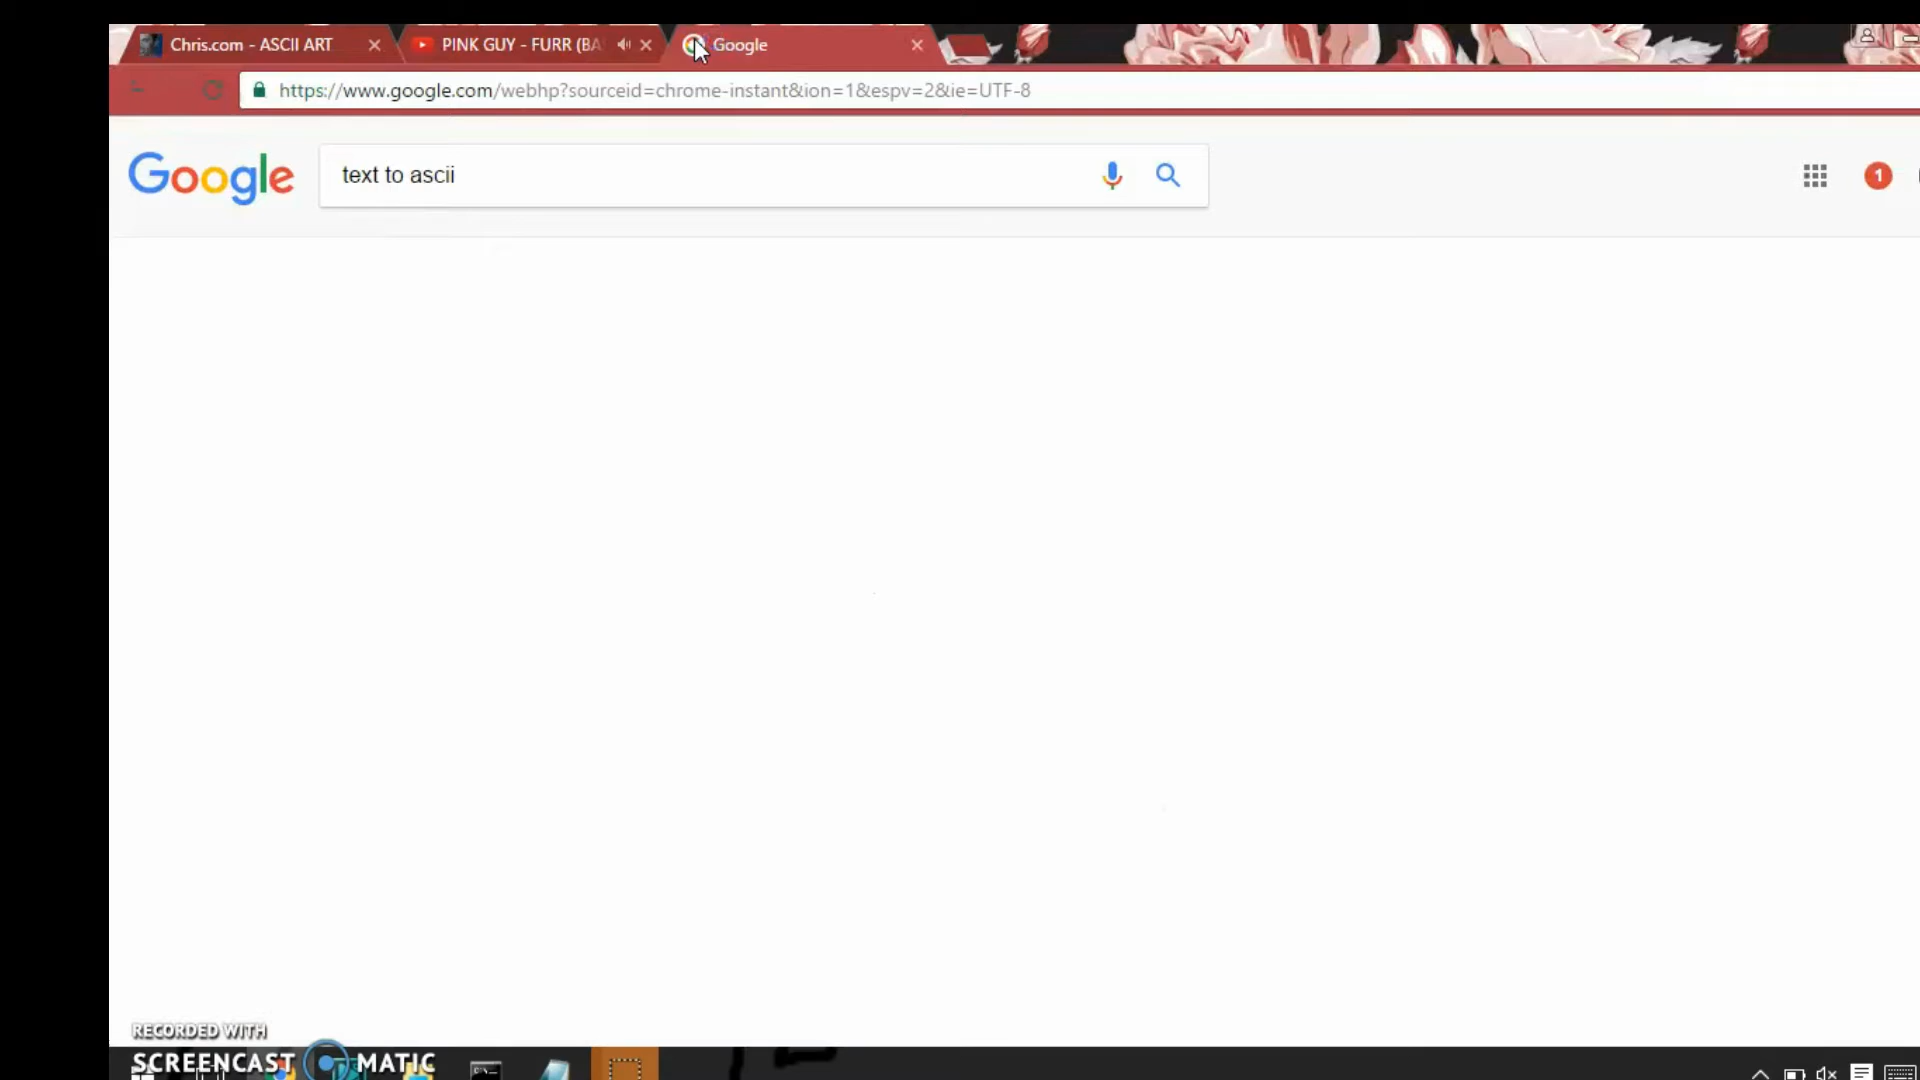 Chris.com - ASCII ART
PINK GUY - FURR (BA
Google
https://www.google.com/webhp?sourceid=chrome-instant&ion=1&espv=2&ie=UTF-8
Google
text to ascii
1
RECORDED WITH
SCREENCAST MATIC